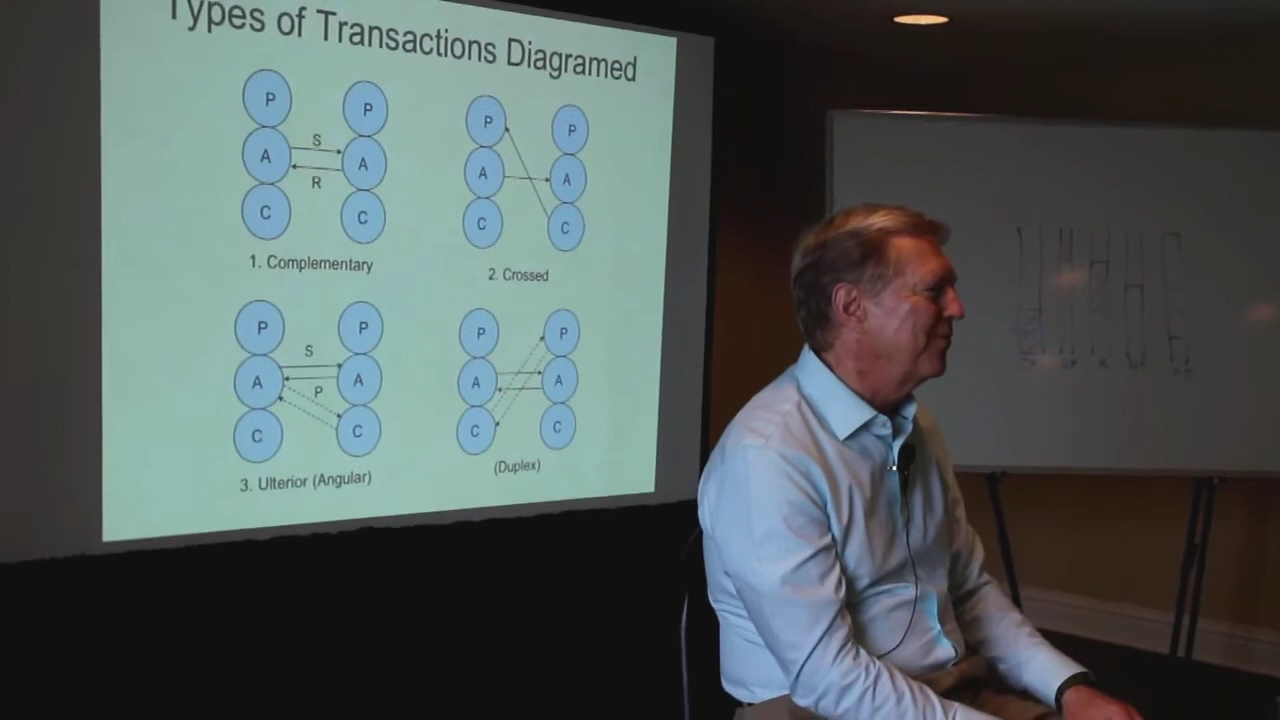 Types of Transactions Diagramed
P P P P
S
A A A A
R
C C C C
1. Complementary 2. Crossed
P P P P
S
A A A A
P
C C C C
3. Ulterior (Angular) (Duplex)